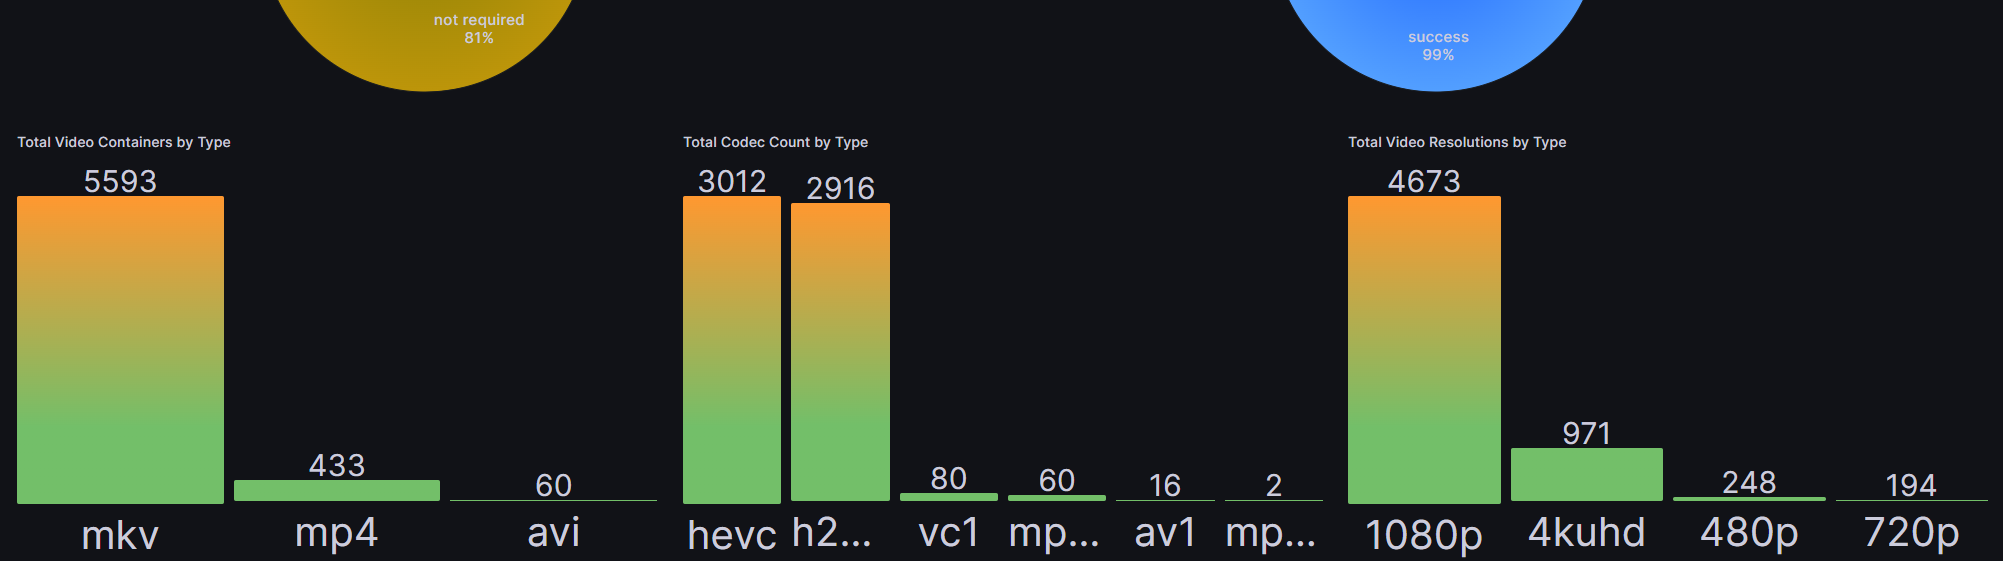 not required
81%
success
99%
Total Video Containers by Type
5593
433
60
mkv
mp4
avi
Total Codec Count by Type
3012
2916
80
60
16
2
hevc
h2...
vc1
mp...
av1
mp...
Total Video Resolutions by Type
4673
971
248
194
1080p
4kuhd
480p
720p